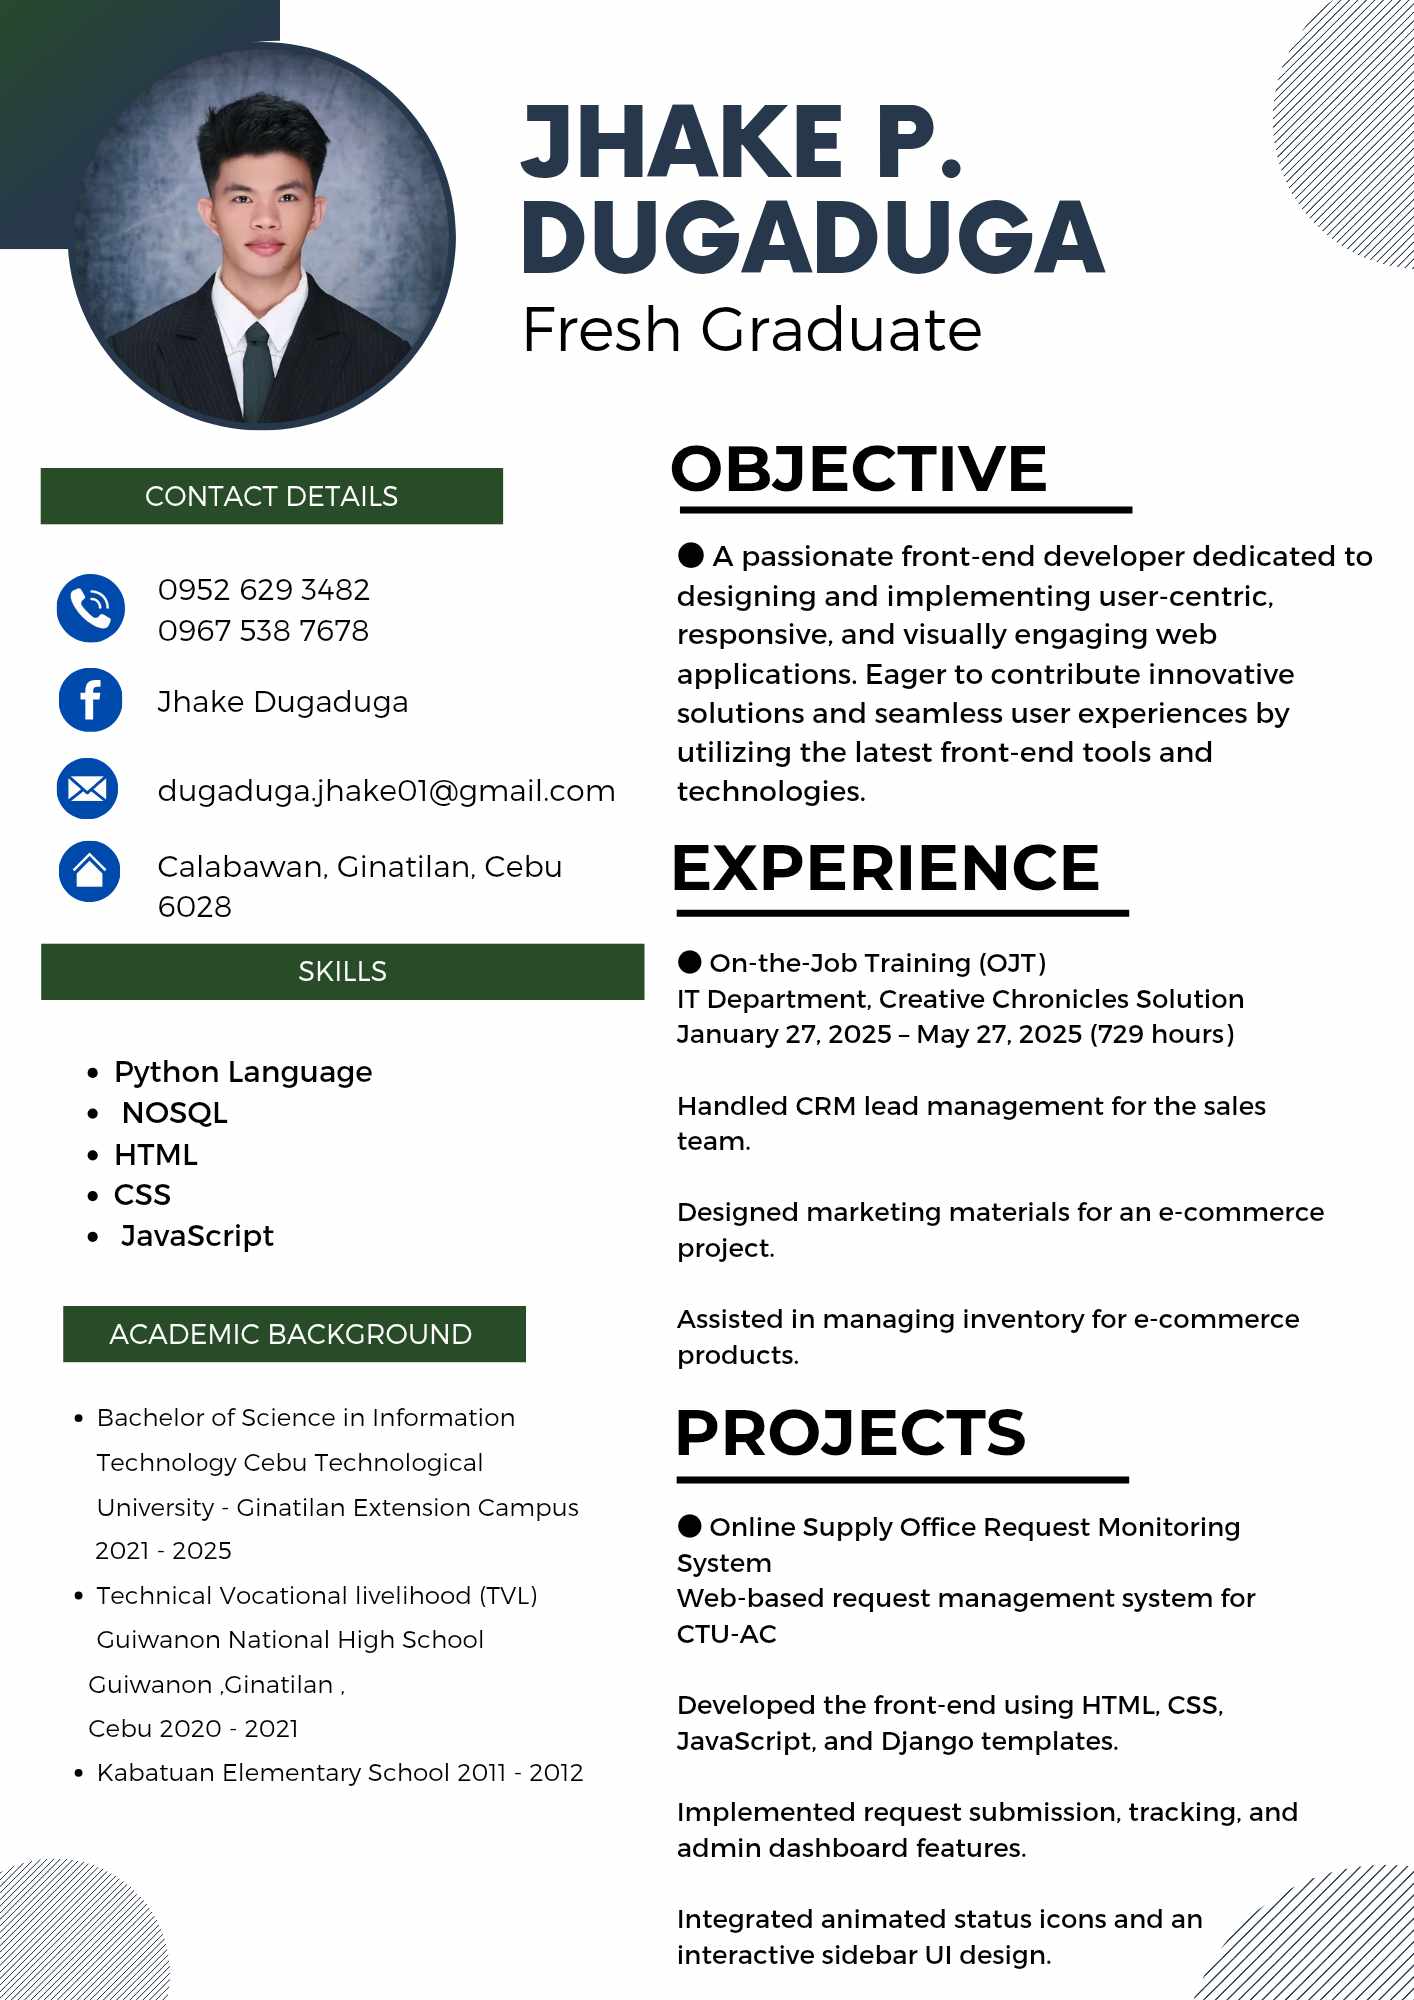 JHAKE P.
DUGADUGA
Fresh Graduate
CONTACT DETAILS
0952 629 3482
0967 538 7678
Jhake Dugaduga
dugaduga.jhake01@gmail.com
Calabawan, Ginatilan, Cebu
6028
SKILLS
• Python Language
• NOSQL
• HTML
• CSS
• JavaScript
ACADEMIC BACKGROUND
• Bachelor of Science in Information
Technology Cebu Technological
University - Ginatilan Extension Campus
2021 - 2025
• Technical Vocational livelihood (TVL)
Guiwanon National High School
Guiwanon ,Ginatilan ,
Cebu 2020 - 2021
• Kabatuan Elementary School 2011 - 2012
OBJECTIVE
● A passionate front-end developer dedicated to
designing and implementing user-centric,
responsive, and visually engaging web
applications. Eager to contribute innovative
solutions and seamless user experiences by
utilizing the latest front-end tools and
technologies.
EXPERIENCE
● On-the-Job Training (OJT)
IT Department, Creative Chronicles Solution
January 27, 2025 – May 27, 2025 (729 hours)
Handled CRM lead management for the sales
team.
Designed marketing materials for an e-commerce
project.
Assisted in managing inventory for e-commerce
products.
PROJECTS
● Online Supply Office Request Monitoring
System
Web-based request management system for
CTU-AC
Developed the front-end using HTML, CSS,
JavaScript, and Django templates.
Implemented request submission, tracking, and
admin dashboard features.
Integrated animated status icons and an
interactive sidebar UI design.